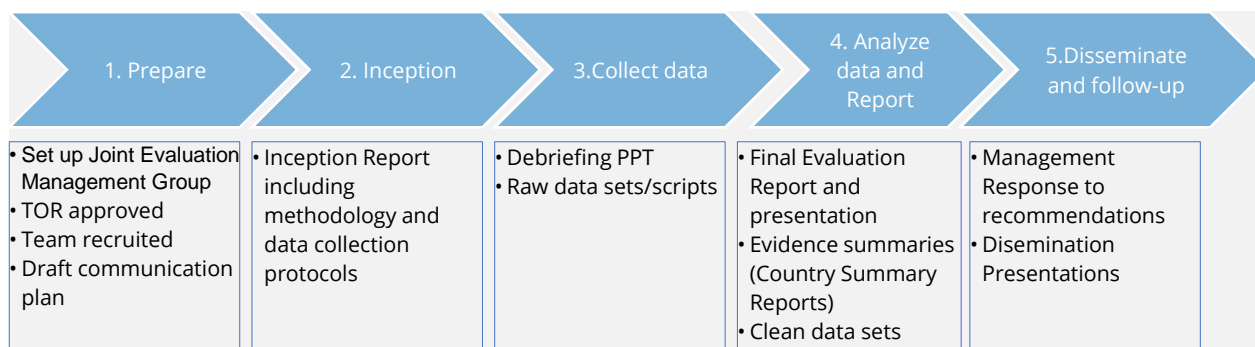 1. Prepare
2. Inception
3.Collect data
4. Analyze
data and
Report
5.Disseminate
and follow-up
• Set up Joint Evaluation
Management Group
• TOR approved
• Team recruited
• Draft communication
plan
• Inception Report
including
methodology and
data collection
protocols
• Debriefing PPT
• Raw data sets/scripts
• Final Evaluation
Report and
presentation
• Evidence summaries
(Country Summary
Reports)
• Clean data sets
• Management
Response to
recommendations
• Disemination
Presentations